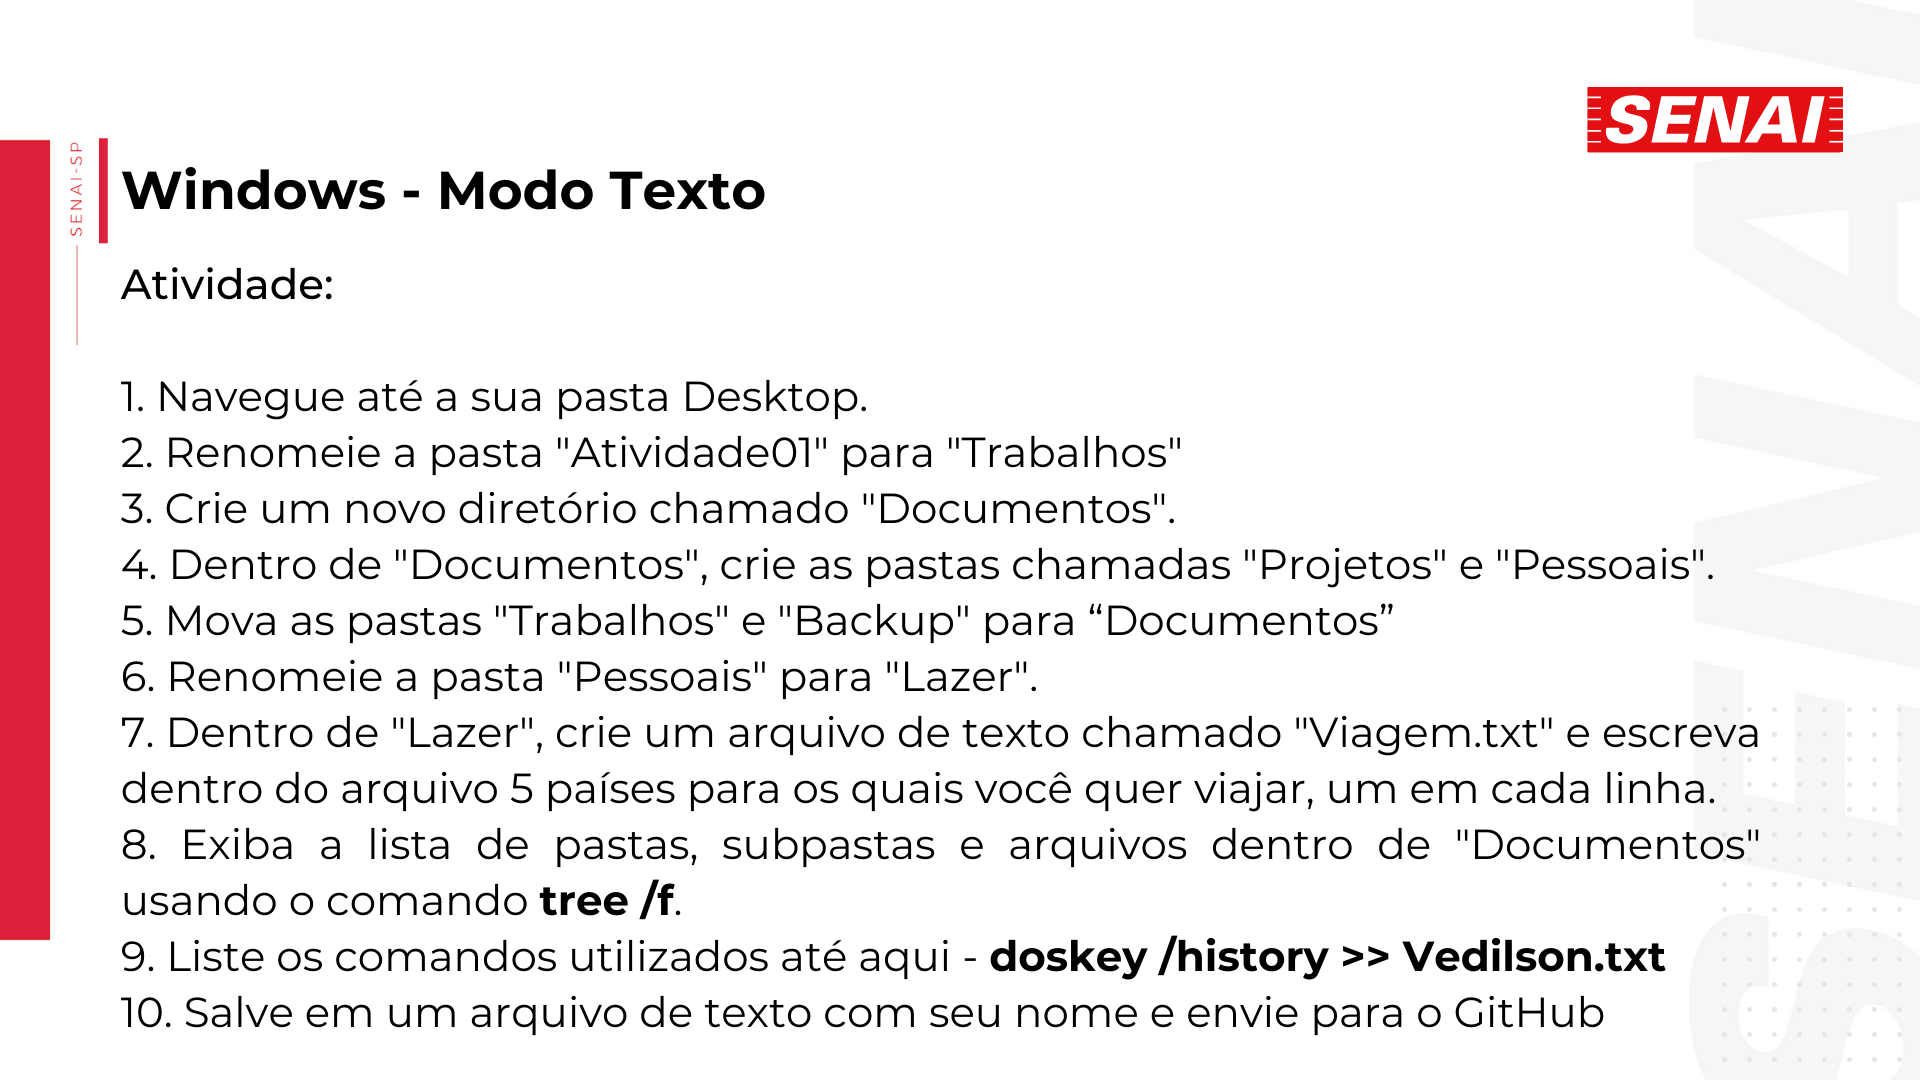 SENAI
SENAI-SP
Windows - Modo Texto
Atividade:
1. Navegue até a sua pasta Desktop.
2. Renomeie a pasta "Atividade01" para "Trabalhos"
3. Crie um novo diretório chamado "Documentos".
4. Dentro de "Documentos", crie as pastas chamadas "Projetos" e "Pessoais".
5. Mova as pastas "Trabalhos" e "Backup" para “Documentos”
6. Renomeie a pasta "Pessoais" para "Lazer".
7. Dentro de "Lazer", crie um arquivo de texto chamado "Viagem.txt" e escreva
dentro do arquivo 5 países para os quais você quer viajar, um em cada linha.
8. Exiba a lista de pastas, subpastas e arquivos dentro de "Documentos"
usando o comando tree /f.
9. Liste os comandos utilizados até aqui - doskey /history >> Vedilson.txt
10. Salve em um arquivo de texto com seu nome e envie para o GitHub
SENAI